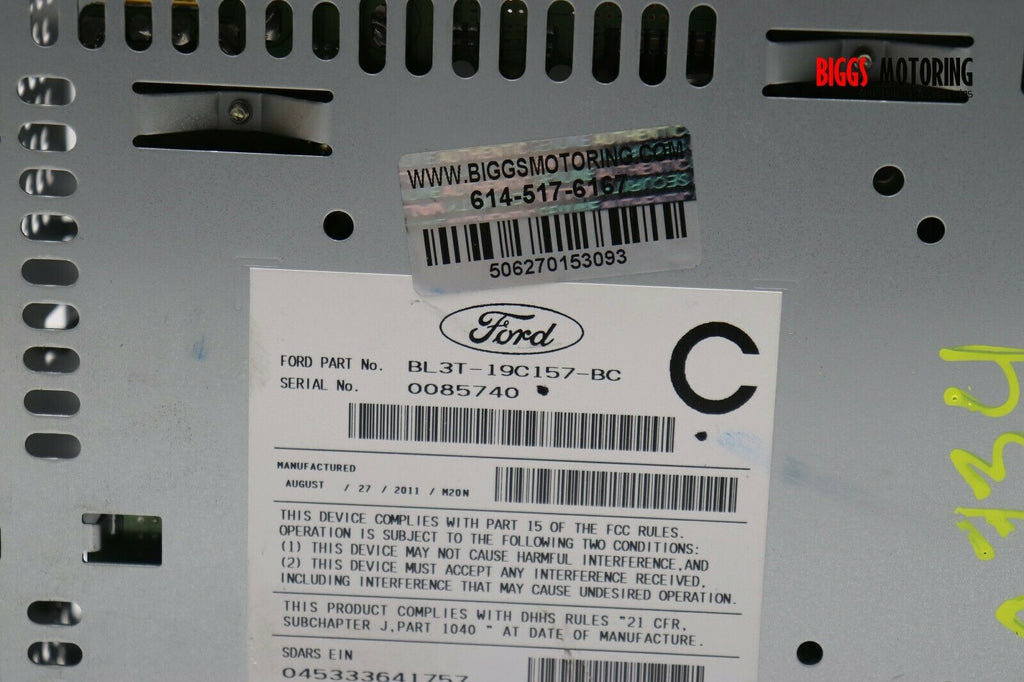 BIGGS MOTORING
WWW.BIGGSMOTORING.COM
614-517-6167
506270153093
Ford
C
FORD PART No. BL3T-19C157-BC
SERIAL No. 0085740
MANUFACTURED
AUGUST / 27 / 2011 / M20N
THIS DEVICE COMPLIES WITH PART 15 OF THE FCC RULES.
OPERATION IS SUBJECT TO THE FOLLOWING TWO CONDITIONS:
(1) THIS DEVICE MAY NOT CAUSE HARMFUL INTERFERENCE,AND
(2) THIS DEVICE MUST ACCEPT ANY INTERFERENCE RECEIVED,
INCLUDING INTERFERENCE THAT MAY CAUSE UNDESIRED OPERATION.
THIS PRODUCT COMPLIES WITH DHHS RULES "21 CFR,
SUBCHAPTER J,PART 1040 " AT DATE OF MANUFACTURE.
SDARS EIN
045333641757